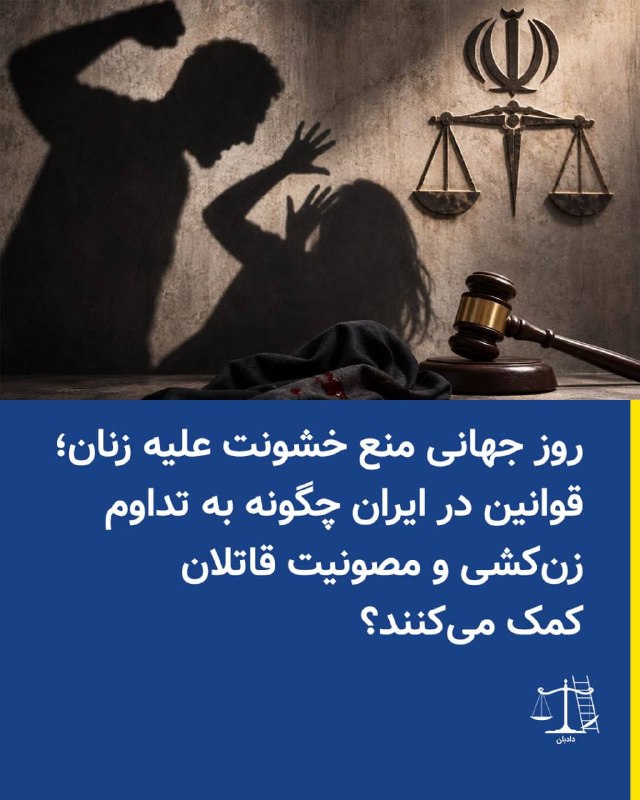 روز جهانی منع خشونت علیه زنان؛
قوانین در ایران چگونه به تداوم
زن‌کشی و مصونیت قاتلان
کمک می‌کنند؟
دادبان